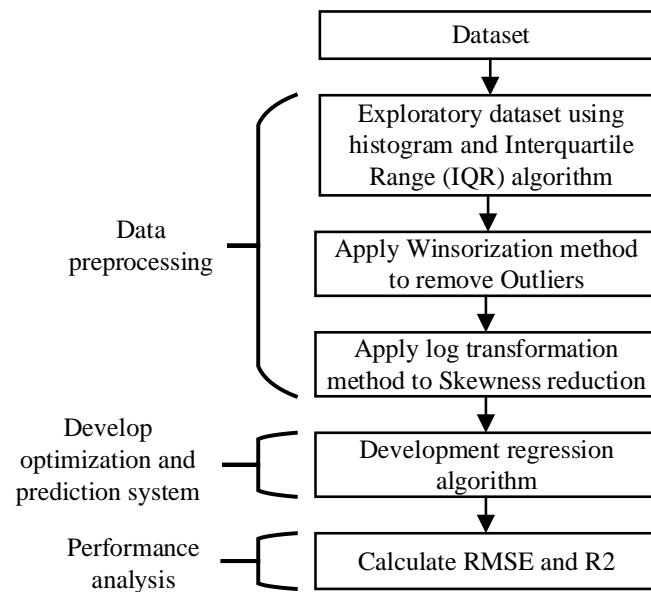 Dataset
Exploratory dataset using
histogram and Interquartile
Range (IQR) algorithm
Data
preprocessing
Apply Winsorization method
to remove Outliers
Apply log transformation
method to Skewness reduction
Develop
optimization and
prediction system
Development regression
algorithm
Performance
analysis
Calculate RMSE and R2